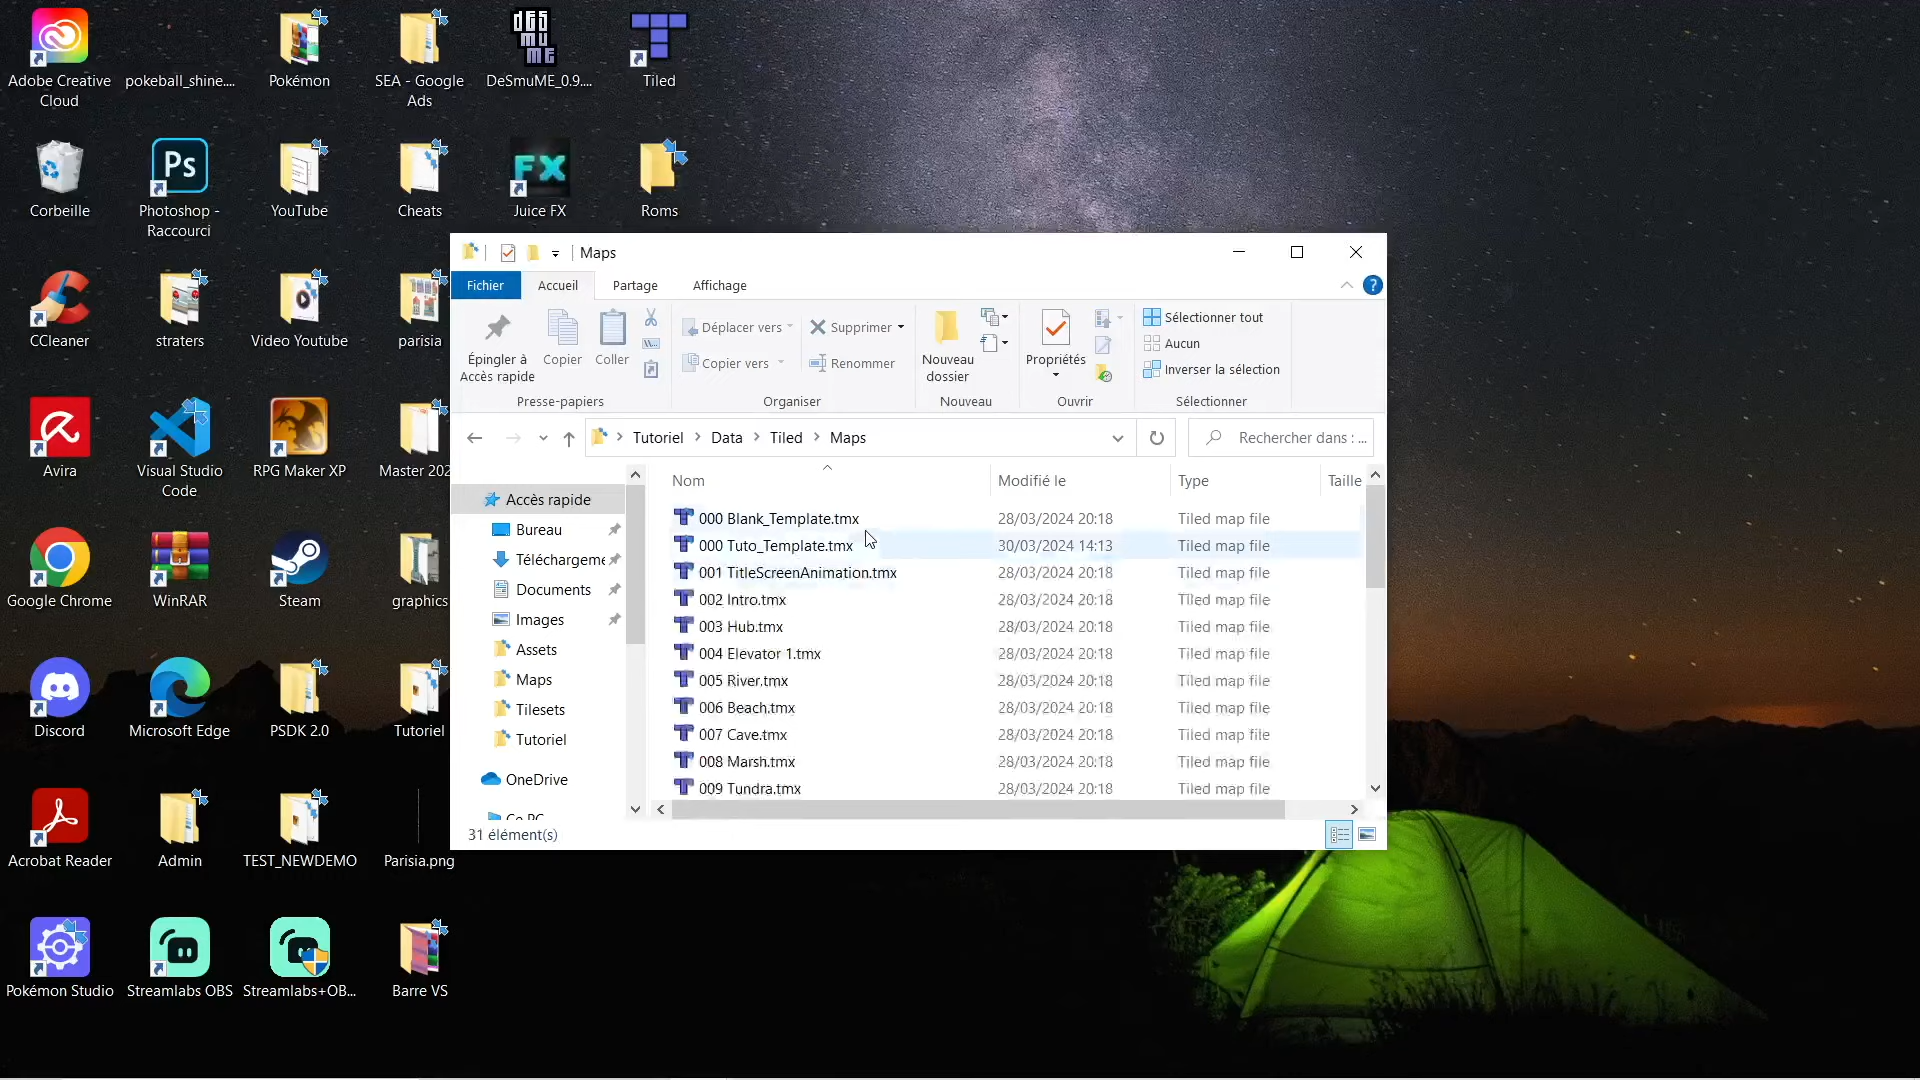 Adobe Creative
Cloud
pokeball_shine....
Pokémon
SEA - Google
Ads
DeSmuME_0.9....
Tiled
Corbeille
Photoshop -
Raccourci
YouTube
Cheats
Juice FX
Roms
CCleaner
straters
Video Youtube
parisia
Avira
Visual Studio
Code
RPG Maker XP
Master 202
Google Chrome
WinRAR
Steam
graphics
Discord
Microsoft Edge
PSDK 2.0
Tutoriel
Acrobat Reader
Admin
TEST_NEWDEMO
Parisia.png
Pokémon Studio
Streamlabs OBS
Streamlabs+OB...
Barre VS
DeS
MU
ME
Ps
FX
Maps
Fichier
Accueil
Partage
Affichage
?
Épingler à
Accès rapide
Copier
Coller
Déplacer vers
Copier vers
Supprimer
Renommer
Nouveau
dossier
Propriétés
Sélectionner tout
Aucun
Inverser la sélection
Presse-papiers
Organiser
Nouveau
Ouvrir
Sélectionner
Tutoriel > Data > Tiled > Maps
Rechercher dans : ...
Accès rapide
Bureau
Téléchargeme
Documents
Images
Assets
Maps
Tilesets
Tutoriel
OneDrive
Ce PC
Nom Modifié le Type Taille
000 Blank_Template.tmx 28/03/2024 20:18 Tiled map file
000 Tuto_Template.tmx 30/03/2024 14:13 Tiled map file
001 TitleScreenAnimation.tmx 28/03/2024 20:18 Tiled map file
002 Intro.tmx 28/03/2024 20:18 Tiled map file
003 Hub.tmx 28/03/2024 20:18 Tiled map file
004 Elevator 1.tmx 28/03/2024 20:18 Tiled map file
005 River.tmx 28/03/2024 20:18 Tiled map file
006 Beach.tmx 28/03/2024 20:18 Tiled map file
007 Cave.tmx 28/03/2024 20:18 Tiled map file
008 Marsh.tmx 28/03/2024 20:18 Tiled map file
009 Tundra.tmx 28/03/2024 20:18 Tiled map file
31 élément(s)